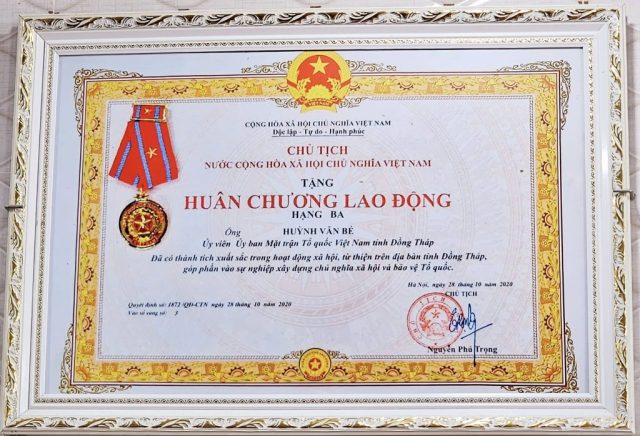 CỘNG HÒA XÃ HỘI CHỦ NGHĨA VIỆT NAM
Độc lập - Tự do - Hạnh phúc
CHỦ TỊCH
NƯỚC CỘNG HÒA XÃ HỘI CHỦ NGHĨA VIỆT NAM
TẶNG
HUÂN CHƯƠNG LAO ĐỘNG
HẠNG BA
Ông HUỲNH VĂN BÉ
Ủy viên Ủy ban Mặt trận Tổ quốc Việt Nam tỉnh Đồng Tháp
Đã có thành tích xuất sắc trong hoạt động xã hội, từ thiện trên địa bàn tỉnh Đồng Tháp,
góp phần vào sự nghiệp xây dựng chủ nghĩa xã hội và bảo vệ Tổ quốc.
Hà Nội, ngày 28 tháng 10 năm 2020
CHỦ TỊCH
Quyết định số: 1872/QĐ-CTN ngày 28 tháng 10 năm 2020
Vào sổ vàng số: 3
CHỦ TỊCH
Nguyễn Phú Trọng